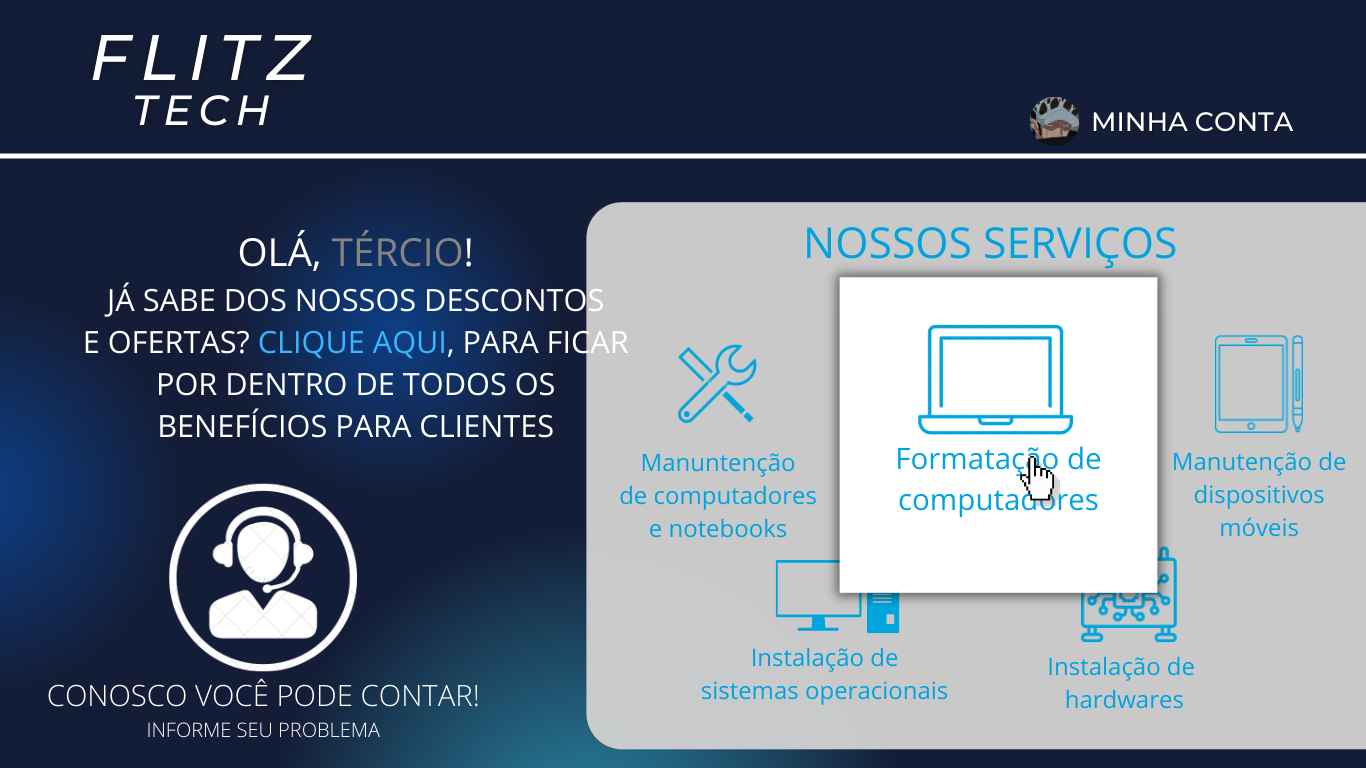 FLITZ
TECH
MINHA CONTA
OLÁ, TÉRCIO!
JÁ SABE DOS NOSSOS DESCONTOS
E OFERTAS? CLIQUE AQUI, PARA FICAR
POR DENTRO DE TODOS OS
BENEFÍCIOS PARA CLIENTES
CONOSCO VOCÊ PODE CONTAR!
INFORME SEU PROBLEMA
NOSSOS SERVIÇOS
Manuntenção
de computadores
e notebooks
Formatação de
computadores
Manutenção de
dispositivos
móveis
Instalação de
sistemas operacionais
Instalação de
hardwares